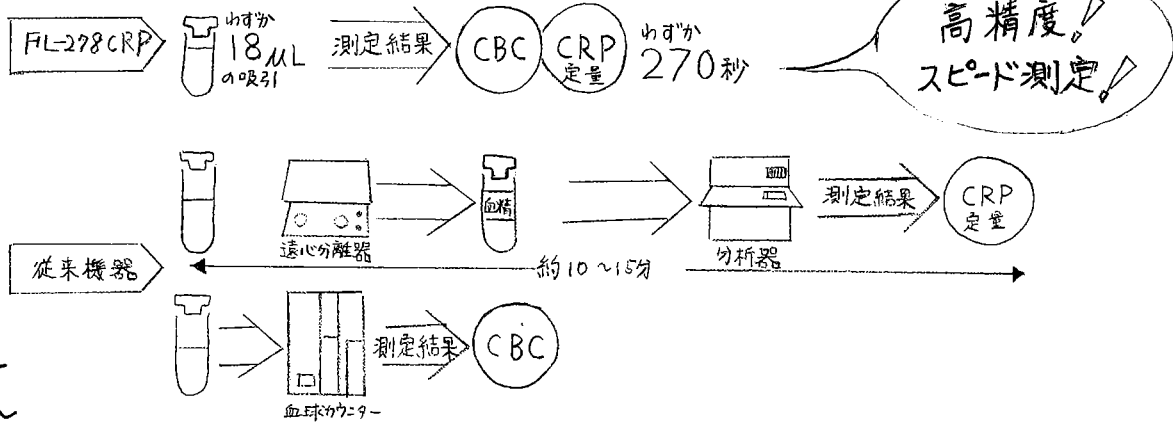 FL-278CRP
わずか
18μL
の吸引
測定結果
CBC
CRP
定量
わずか
270秒
高精度!
スピード測定!
従来機器
遠心分離器
血精
分析器
測定結果
CRP
定量
約10～15分
血球カウンター
測定結果
CBC